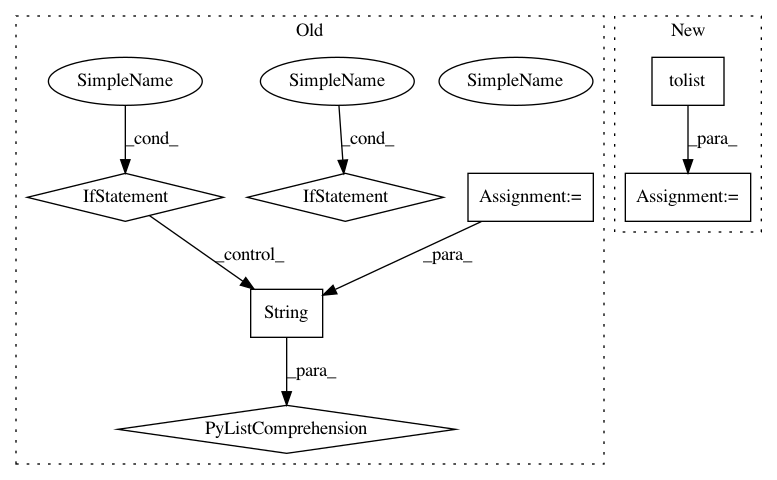 Old
New
SimpleName
SimpleName
SimpleName
tolist
_cond_
_cond_
_para_
IfStatement
IfStatement
Assignment:=
Assignment:=
_control_
_para_
String
_para_
PyListComprehension